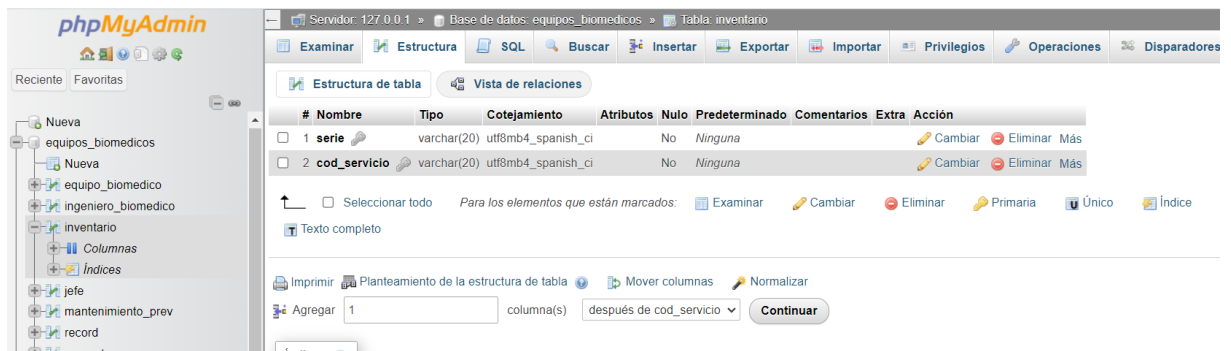 phpMyAdmin
Reciente Favoritas
Nueva
equipos_biomedicos
Nueva
equipo_biomedico
ingeniero_biomedico
inventario
Columnas
Índices
jefe
mantenimiento_prev
record
Servidor: 127.0.0.1 » Base de datos: equipos_biomedicos » Tabla: inventario
Examinar Estructura SQL Buscar Insertar Exportar Importar Privilegios Operaciones Disparadores
Estructura de tabla Vista de relaciones
# Nombre Tipo Cotejamiento Atributos Nulo Predeterminado Comentarios Extra Acción
1 serie varchar(20) utf8mb4_spanish_ci No Ninguna Cambiar Eliminar Más
2 cod_servicio varchar(20) utf8mb4_spanish_ci No Ninguna Cambiar Eliminar Más
Seleccionar todo Para los elementos que están marcados: Examinar Cambiar Eliminar Primaria Único Índice
Texto completo
Imprimir Planteamiento de la estructura de tabla Mover columnas Normalizar
Agregar 1 columna(s) después de cod_servicio Continuar